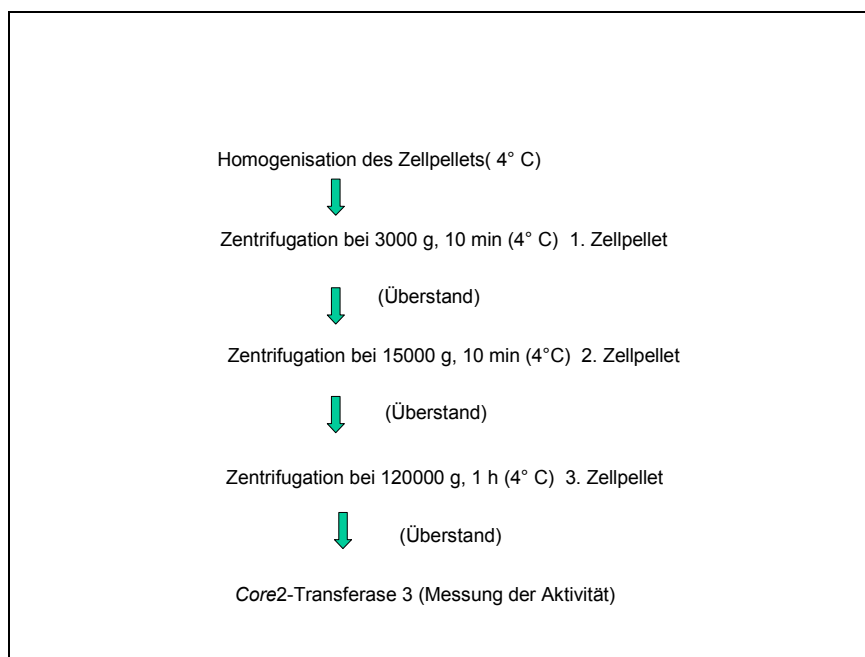 Homogenisation des Zellpellets( 4° C)
Zentrifugation bei 3000 g, 10 min (4° C)  1. Zellpellet
(Überstand)
Zentrifugation bei 15000 g, 10 min (4°C)  2. Zellpellet
(Überstand)
Zentrifugation bei 120000 g, 1 h (4° C)  3. Zellpellet
(Überstand)
Core2-Transferase 3 (Messung der Aktivität)